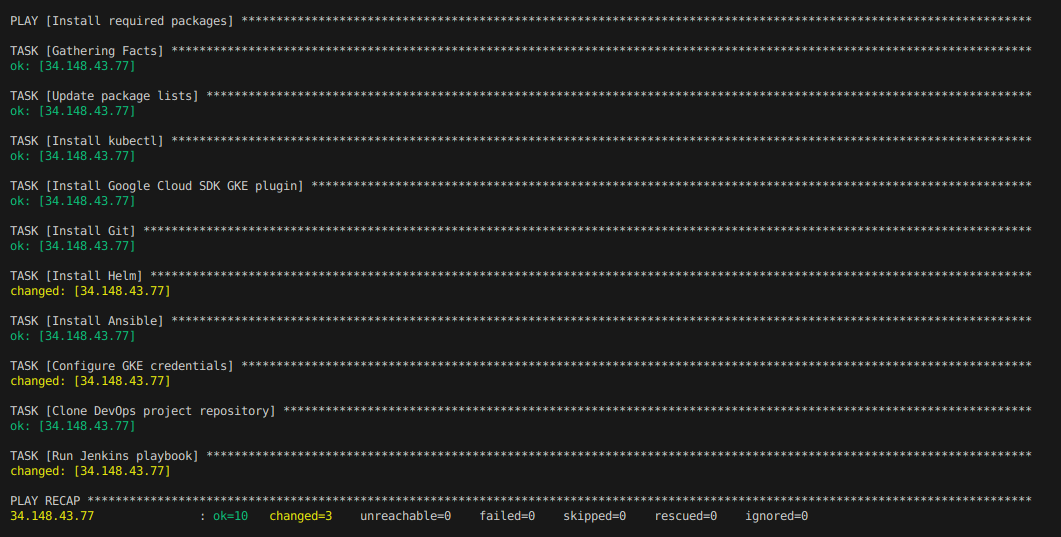 PLAY [Install required packages] *****************************************************************************************************************
TASK [Gathering Facts] ***************************************************************************************************************************
ok: [34.148.43.77]
TASK [Update package lists] **********************************************************************************************************************
ok: [34.148.43.77]
TASK [Install kubectl] ***************************************************************************************************************************
ok: [34.148.43.77]
TASK [Install Google Cloud SDK GKE plugin] *******************************************************************************************************
ok: [34.148.43.77]
TASK [Install Git] *******************************************************************************************************************************
ok: [34.148.43.77]
TASK [Install Helm] ******************************************************************************************************************************
changed: [34.148.43.77]
TASK [Install Ansible] ***************************************************************************************************************************
ok: [34.148.43.77]
TASK [Configure GKE credentials] *****************************************************************************************************************
changed: [34.148.43.77]
TASK [Clone DevOps project repository] ***********************************************************************************************************
ok: [34.148.43.77]
TASK [Run Jenkins playbook] **********************************************************************************************************************
changed: [34.148.43.77]
PLAY RECAP ***************************************************************************************************************************************
34.148.43.77               : ok=10   changed=3    unreachable=0    failed=0    skipped=0    rescued=0    ignored=0